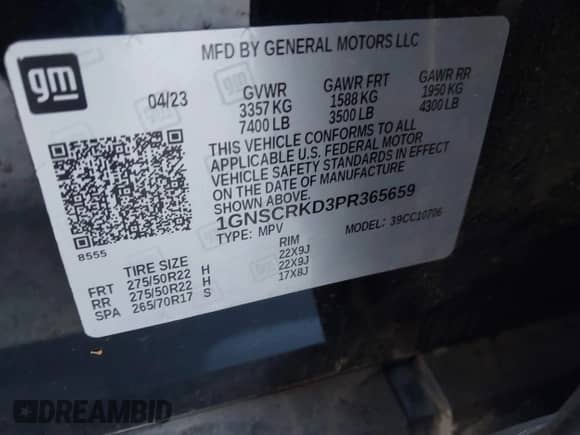 MFD BY GENERAL MOTORS LLC
gm
04/23
GVWR GAWR FRT GAWR RR
3357 KG 1588 KG 1950 KG
7400 LB 3500 LB 4300 LB
THIS VEHICLE CONFORMS TO ALL
APPLICABLE U.S. FEDERAL MOTOR
VEHICLE SAFETY STANDARDS IN EFFECT
ON THE DATE OF MANUFACTURE
1GNSCRKD3PR365659
TYPE: MPV MODEL: 39CC10706
8555
TIRE SIZE RIM
FRT 275/50R22 H 22X9J
RR 275/50R22 H 22X9J
SPA 265/70R17 S 17X8J
DREAMBID